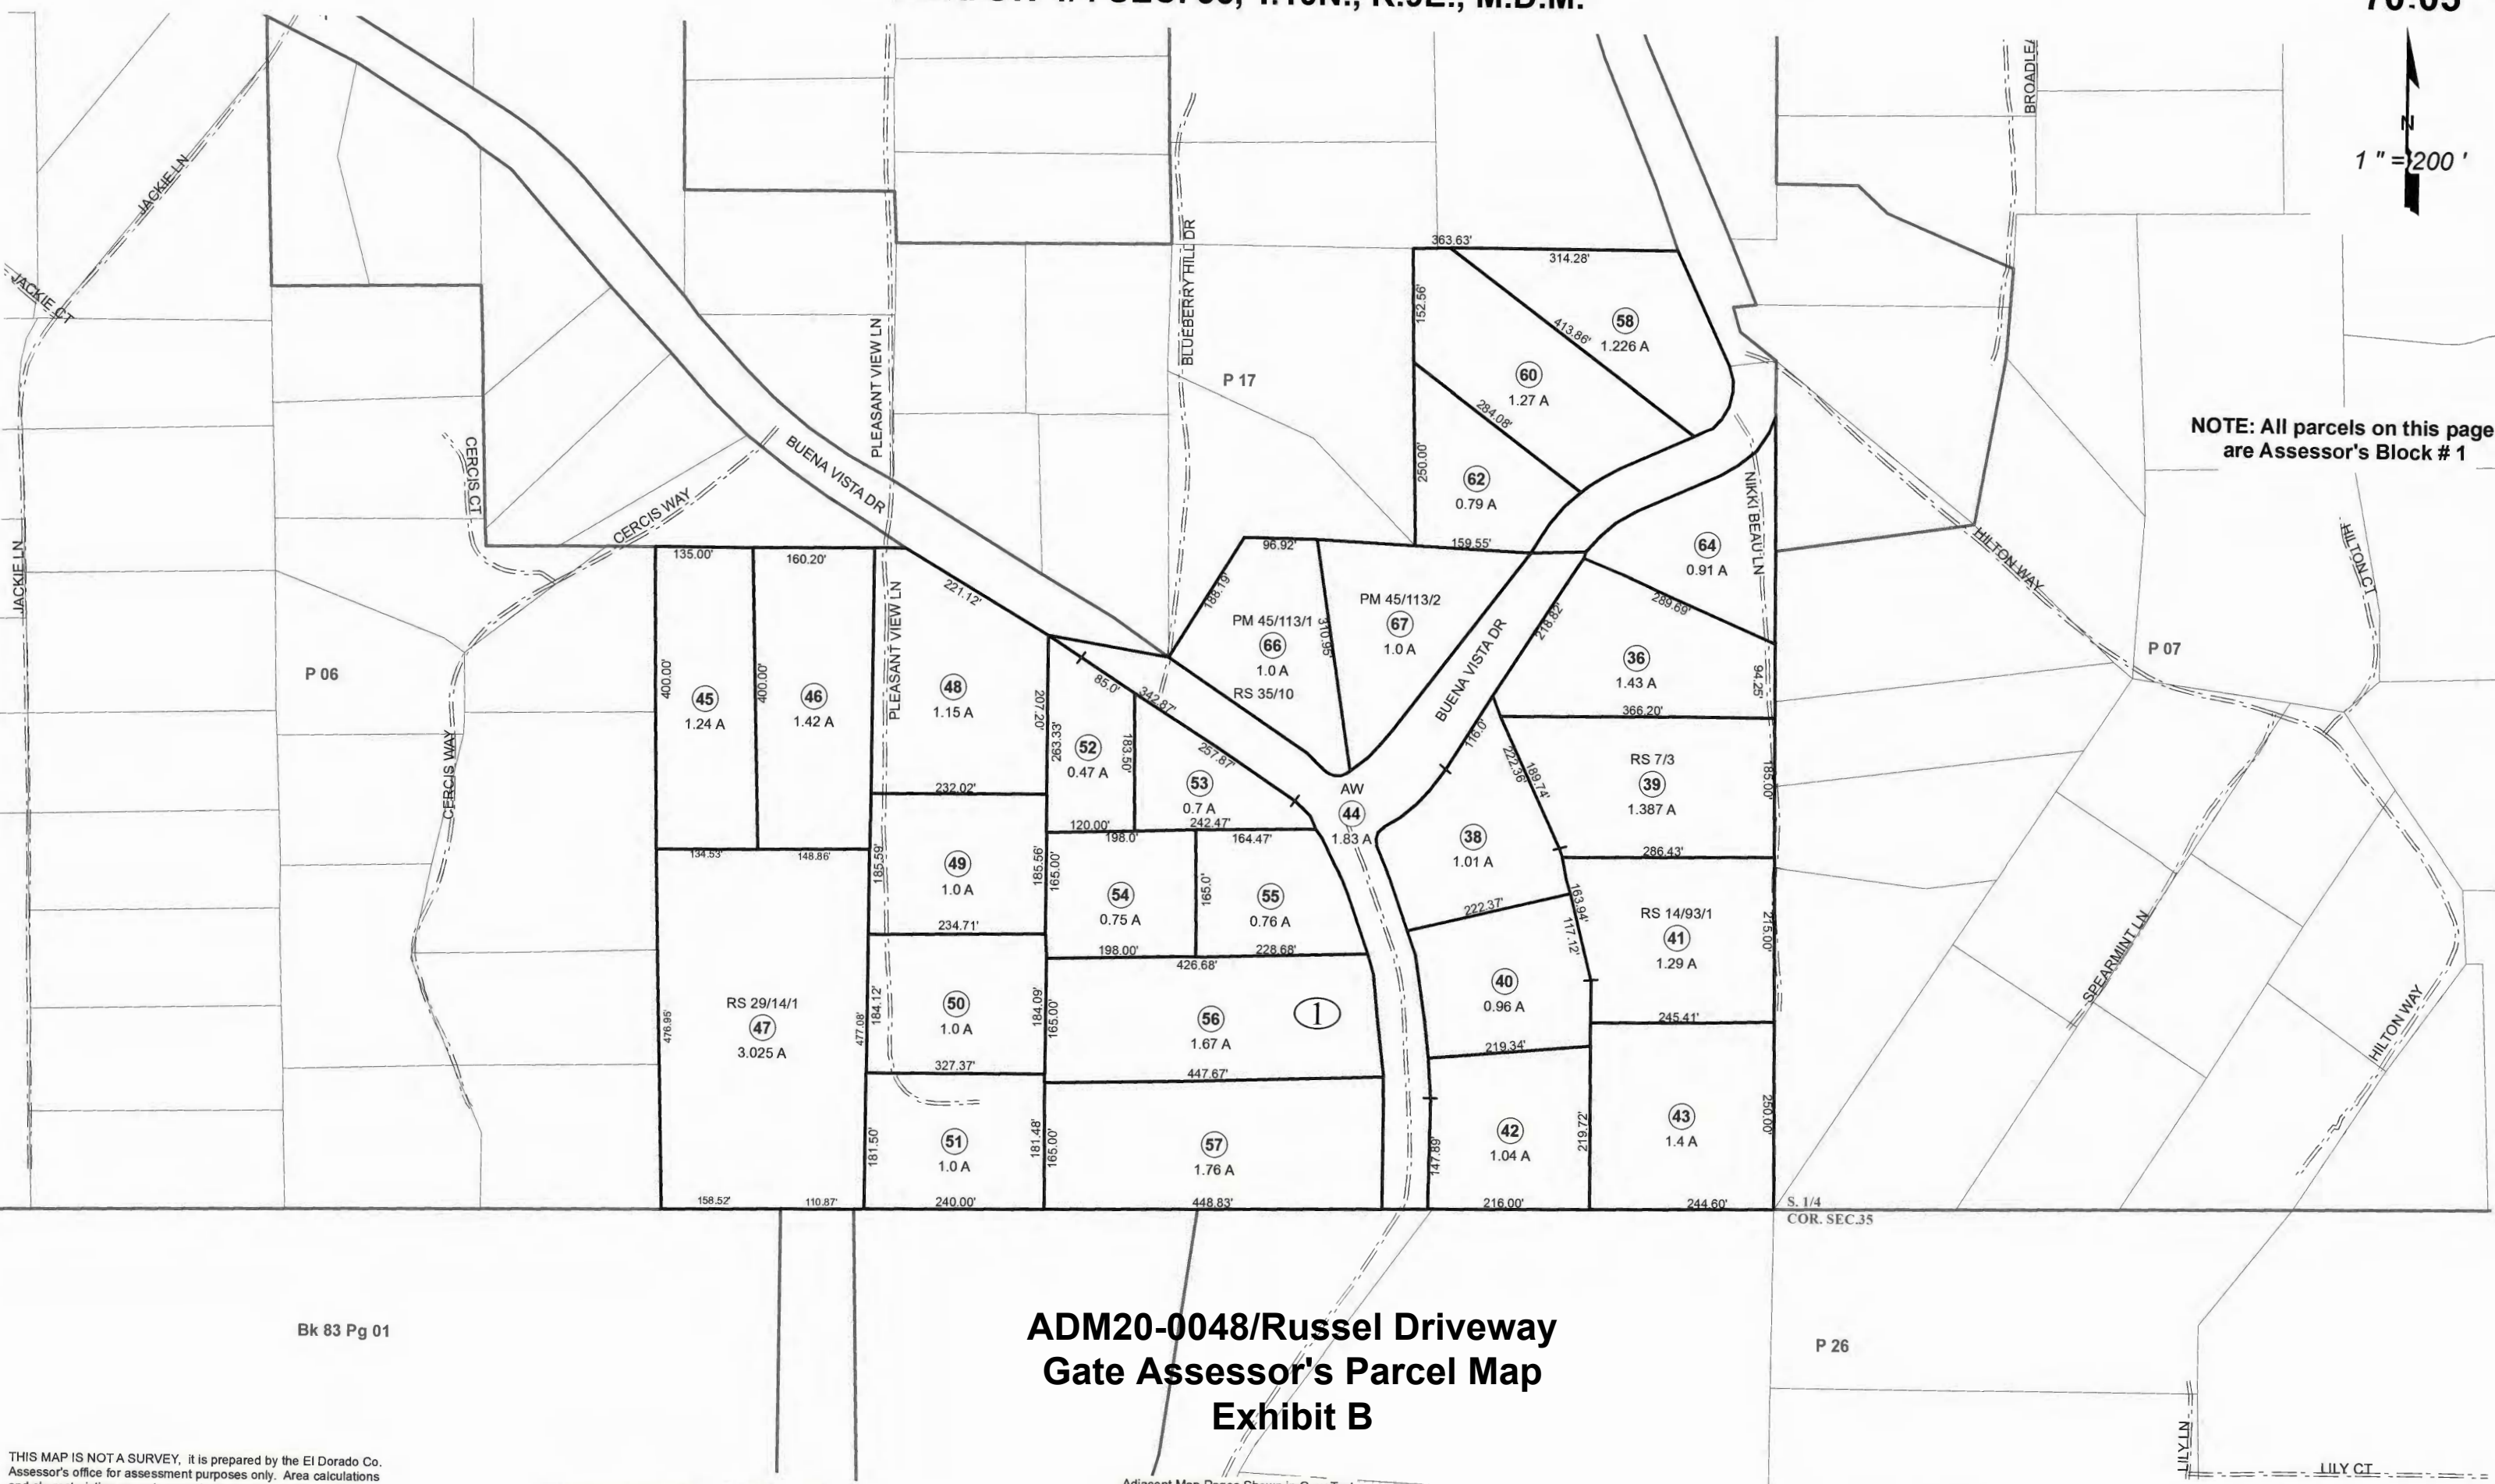 70:05
N
1 " = 200 '
BROADLEA
JACKIE LN
JACKIE CT
JACKIE LN
BLUEBERRY HILL DR
PLEASANT VIEW LN
363.63'
314.28'
152.56'
413.86'
58
1.226 A
60
1.27 A
284.08'
P 17
250.00'
62
0.79 A
159.55'
NOTE: All parcels on this page
are Assessor's Block # 1
BUENA VISTA DR
CERCIS CT
CERCIS WAY
NIKKI BEAU LN
HILTON WAY
HILTON CT
64
0.91 A
289.69'
135.00'
160.20'
221.12'
96.92'
188.19'
PM 45/113/1
66
1.0 A
RS 35/10
310.95'
PM 45/113/2
67
1.0 A
218.82'
BUENA VISTA DR
36
1.43 A
94.25'
366.20'
P 07
P 06
400.00'
45
1.24 A
400.00'
46
1.42 A
PLEASANT VIEW LN
48
1.15 A
207.20'
263.33'
85.0'
342.87'
257.87'
52
0.47 A
183.50'
53
0.7 A
242.47'
116.0'
222.36'
189.74'
RS 7/3
39
1.387 A
185.00'
CERCIS WAY
232.02'
120.00'
198.0'
164.47'
AW
44
1.83 A
38
1.01 A
286.43'
134.53'
148.86'
185.59'
49
1.0 A
185.56'
165.00'
54
0.75 A
165.0'
55
0.76 A
222.37'
163.94'
117.12'
RS 14/93/1
41
1.29 A
215.00'
234.71'
198.00'
228.68'
426.68'
SPEARMINT LN
HILTON WAY
RS 29/14/1
47
3.025 A
476.95'
477.08'
184.12'
50
1.0 A
184.09'
165.00'
56
1.67 A
1
40
0.96 A
245.41'
327.37'
447.67'
219.34'
181.50'
51
1.0 A
181.48'
165.00'
57
1.76 A
147.89'
42
1.04 A
219.72'
43
1.4 A
250.00'
158.52'
110.87'
240.00'
448.83'
216.00'
244.60'
S. 1/4
COR. SEC.35
Bk 83 Pg 01
ADM20-0048/Russel Driveway
Gate Assessor's Parcel Map
Exhibit B
P 26
LILY LN
LILY CT
THIS MAP IS NOT A SURVEY, it is prepared by the El Dorado Co.
Assessor's office for assessment purposes only. Area calculations